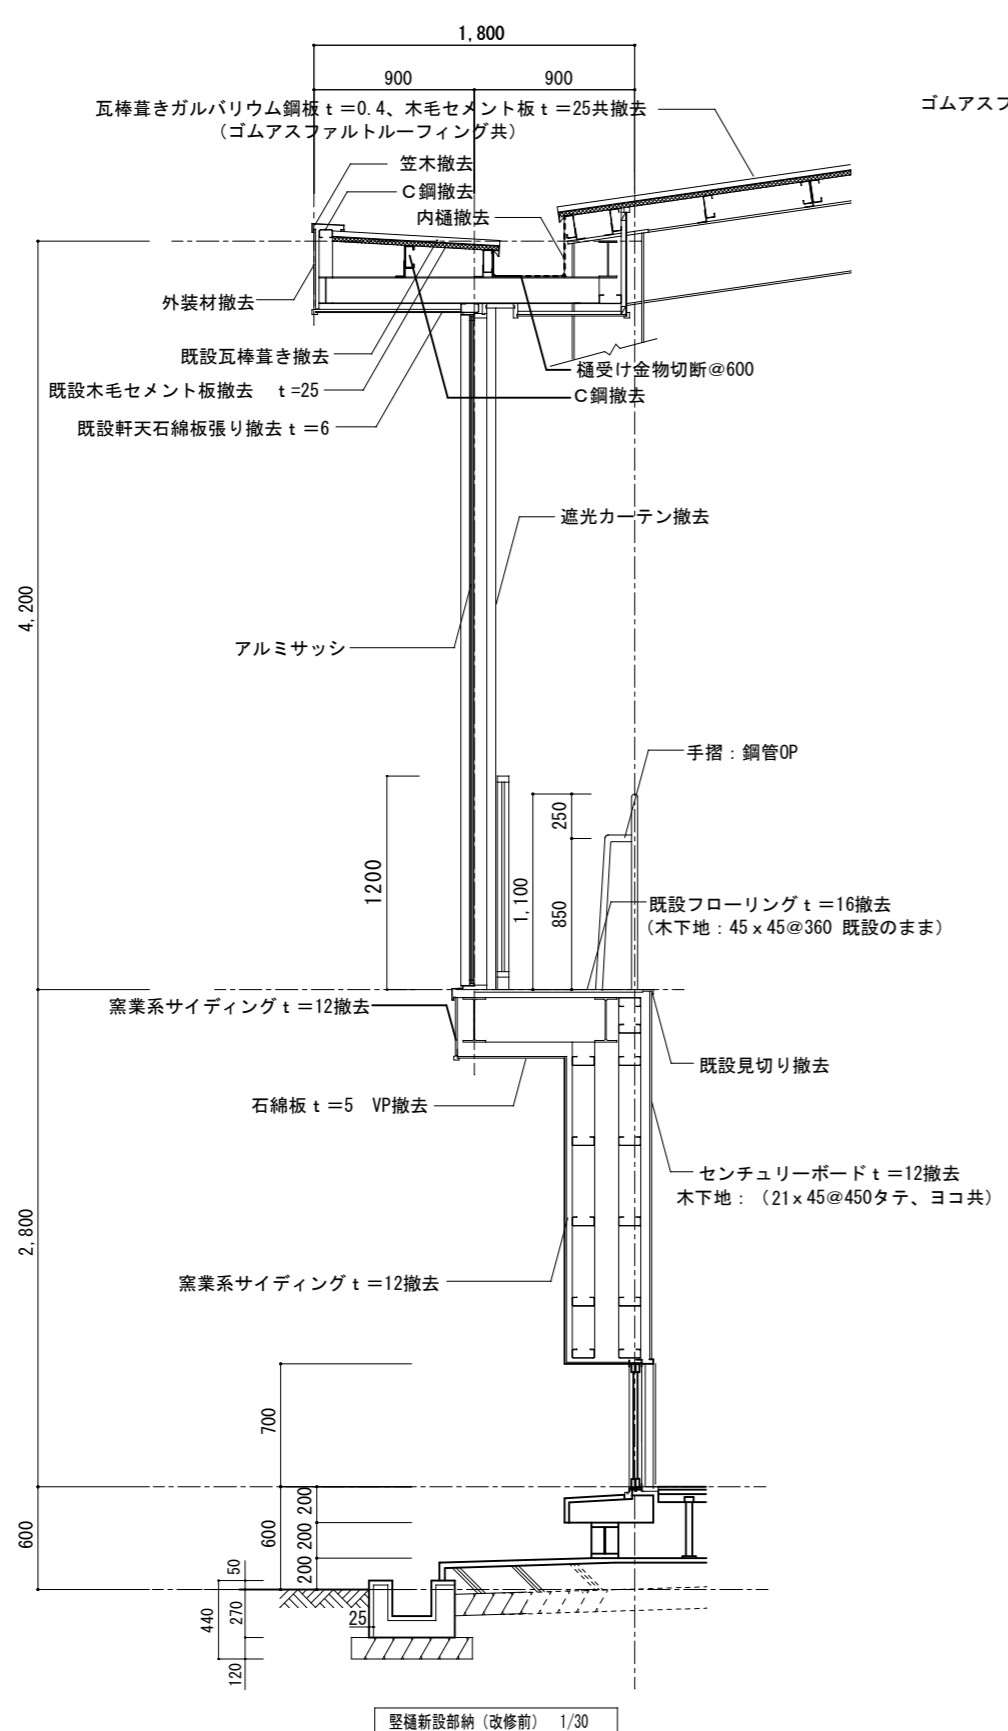 1,800
900
900
瓦棒葺きガルバリウム鋼板ｔ＝0.4、木毛セメント板ｔ＝25共撤去
（ゴムアスファルトルーフィング共）
ゴムアスフ
笠木撤去
Ｃ鋼撤去
内樋撤去
外装材撤去
既設瓦棒葺き撤去
樋受け金物切断@600
既設木毛セメント板撤去　ｔ=25
Ｃ鋼撤去
既設軒天石綿板張り撤去ｔ＝6
遮光カーテン撤去
4,200
アルミサッシ
手摺：鋼管OP
250
1200
1,100
850
既設フローリングｔ＝16撤去
（木下地：45ｘ45@360 既設のまま）
窯業系サイディングｔ＝12撤去
既設見切り撤去
石綿板ｔ＝5　VP撤去
センチュリーボードｔ＝12撤去
木下地：（21ｘ45@450タテ、ヨコ共）
2,800
窯業系サイディングｔ＝12撤去
700
600
600
200
200
200
50
440
270
25
120
竪樋新設部納（改修前）　1/30